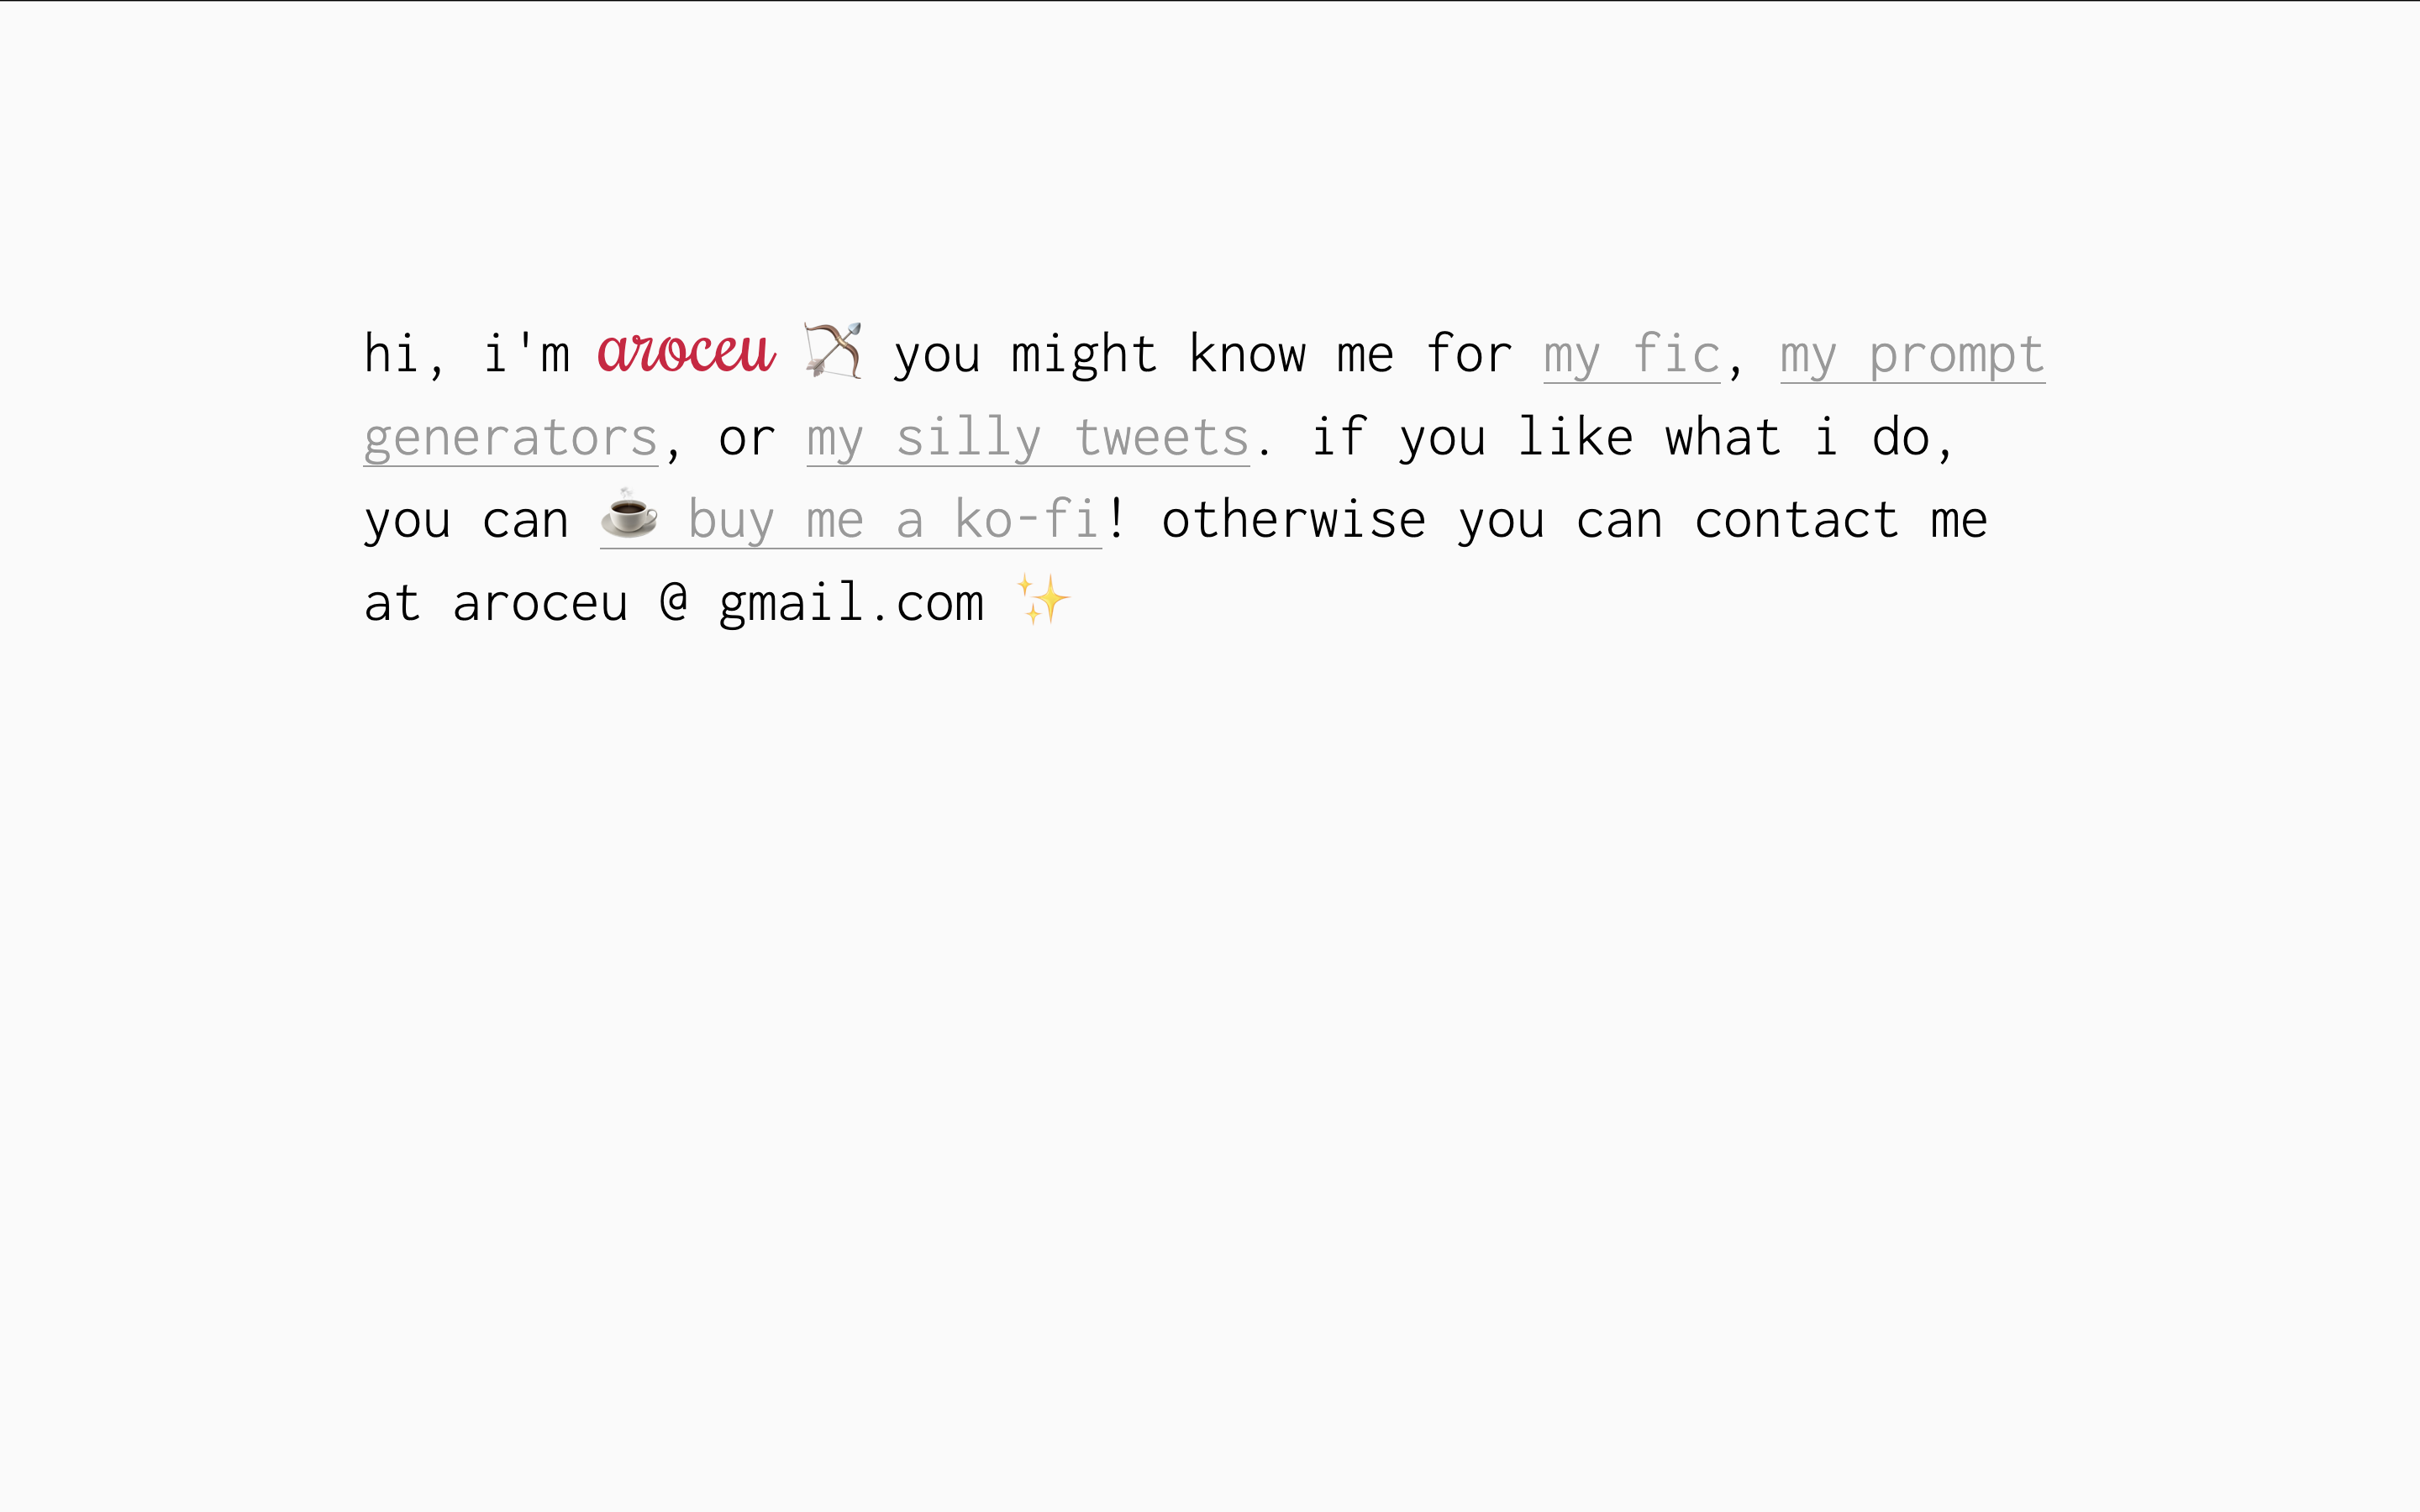 hi, i'm aroceu 🏹 you might know me for my fic, my prompt
generators, or my silly tweets. if you like what i do,
you can ☕ buy me a ko-fi! otherwise you can contact me
at aroceu @ gmail.com ✨